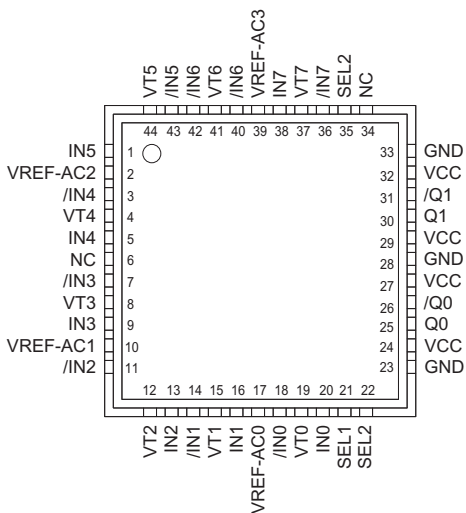 VT5 /IN5 /IN6 VT6 /IN6 VREF-AC3 IN7 VT7 /IN7 SEL2 NC
44 43 42 41 40 39 38 37 36 35 34
IN5 1 33 GND
VREF-AC2 2 32 VCC
/IN4 3 31 /Q1
VT4 4 30 Q1
IN4 5 29 VCC
NC 6 28 GND
/IN3 7 27 VCC
VT3 8 26 /Q0
IN3 9 25 Q0
VREF-AC1 10 24 VCC
/IN2 11 23 GND
12 13 14 15 16 17 18 19 20 21 22
VT2 IN2 /IN1 VT1 IN1 VREF-AC0 /IN0 VT0 IN0 SEL1 SEL2